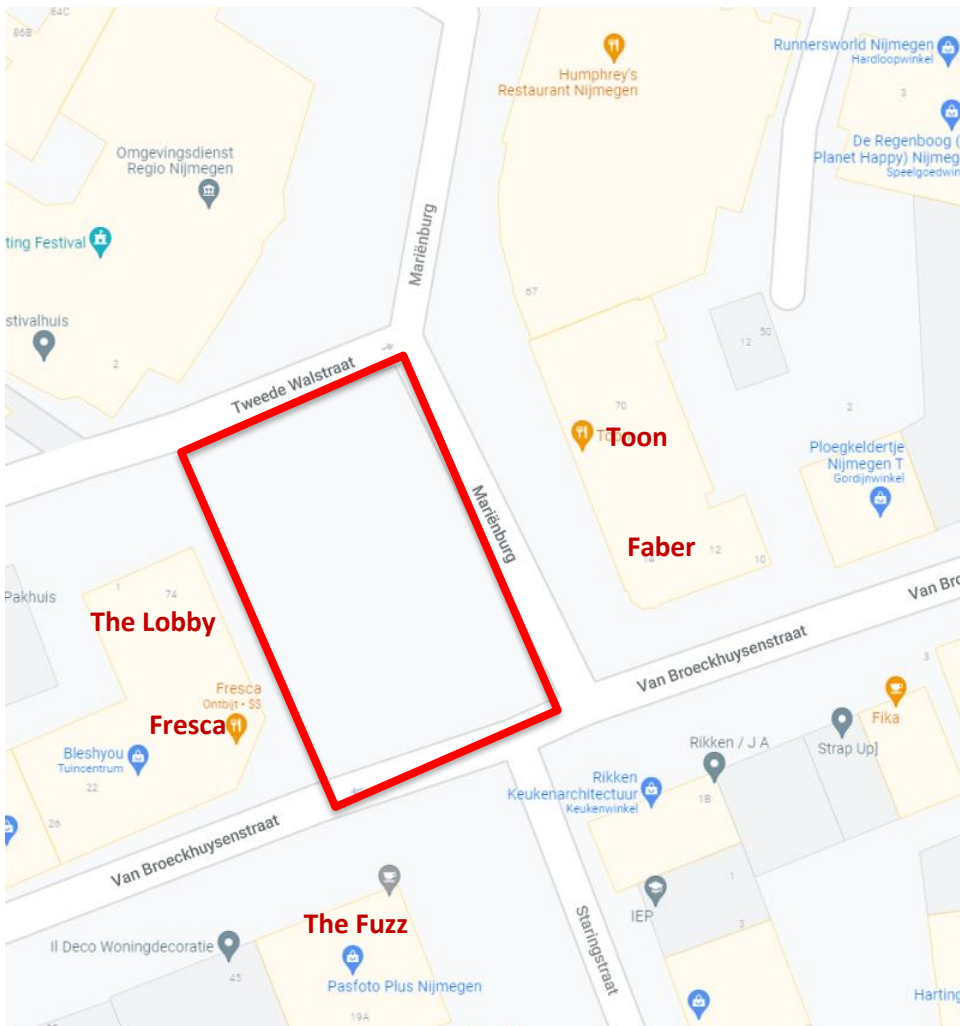 84C
86B
Runnersworld Nijmegen
Hardloopwinkel
Humphrey's
Restaurant Nijmegen
3
De Regenboog (
Planet Happy) Nijmeg
Speelgoedwin
Omgevingsdienst
Regio Nijmegen
Mariënburg
ting Festival
67
stivalhuis
2
12
50
Tweede Walstraat
70
2
Toon
Ploegkeldertje
Nijmegen T
Gordijnwinkel
Mariënburg
Faber
12
14
10
Pakhuis
1
74
Van Bro
The Lobby
Van Broeckhuysenstraat
3
Fresca
Ontbijt • $$
Fresca
Fika
Bleshyou
Tuincentrum
22
Rikken / J A
Strap Up]
Rikken
Keukenarchitectuur
Keukenwinkel
1B
26
Van Broeckhuysenstraat
1
IEP
3
The Fuzz
Staringstraat
Il Deco Woningdecoratie
45
Pasfoto Plus Nijmegen
Harting
19A